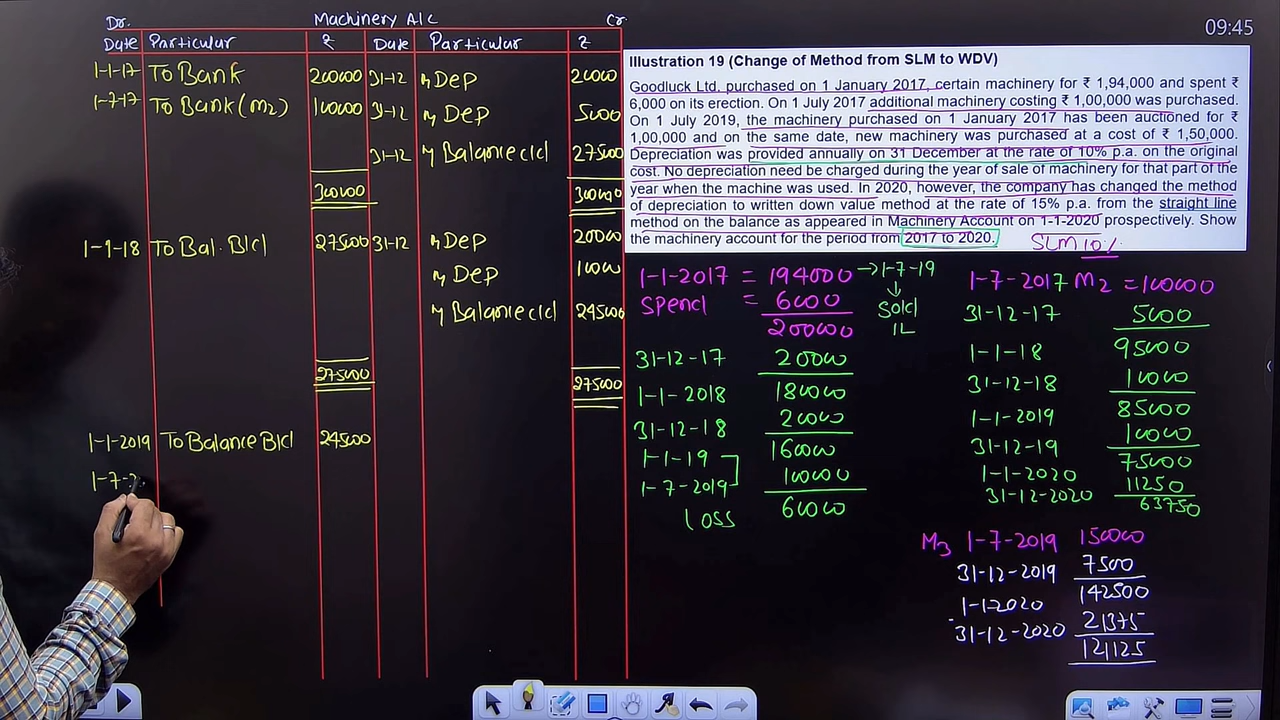 09:45
Dr. Machinery A/c Cr
Date Particular ₹ Date Particular ₹
1-1-17 To Bank 200000 31-12 By Dep 20000
1-7-17 To Bank (M2) 100000 31-12 By Dep 5000
31-12 By Balance c/d 275000
300000 300000
1-1-18 To Bal. B/d 275000 31-12 By Dep 20000
By Dep 10000
By Balance c/d 245000
275000 275000
1-1-2019 To Balance B/d 245000
1-7-2
Illustration 19 (Change of Method from SLM to WDV)
Goodluck Ltd. purchased on 1 January 2017, certain machinery for ₹ 1,94,000 and spent ₹
6,000 on its erection. On 1 July 2017 additional machinery costing ₹ 1,00,000 was purchased.
On 1 July 2019, the machinery purchased on 1 January 2017 has been auctioned for ₹
1,00,000 and on the same date, new machinery was purchased at a cost of ₹ 1,50,000.
Depreciation was provided annually on 31 December at the rate of 10% p.a. on the original
cost. No depreciation need be charged during the year of sale of machinery for that part of the
year when the machine was used. In 2020, however, the company has changed the method
of depreciation to written down value method at the rate of 15% p.a. from the straight line
method on the balance as appeared in Machinery Account on 1-1-2020 prospectively. Show
the machinery account for the period from 2017 to 2020.
SLM 10%
1-1-2017 = 194000 → 1-7-19
Spend = 6000 ↓
200000 Sold
1L
31-12-17 20000
1-1-2018 180000
31-12-18 20000
1-1-19 160000
1-7-2019 100000
Loss 60000
1-7-2017 M2 = 100000
31-12-17 5000
1-1-18 95000
31-12-18 10000
1-1-2019 85000
31-12-19 10000
1-1-2020 75000
31-12-2020 11250
63750
M3 1-7-2019 150000
31-12-2019 7500
1-1-2020 142500
31-12-2020 21375
121125